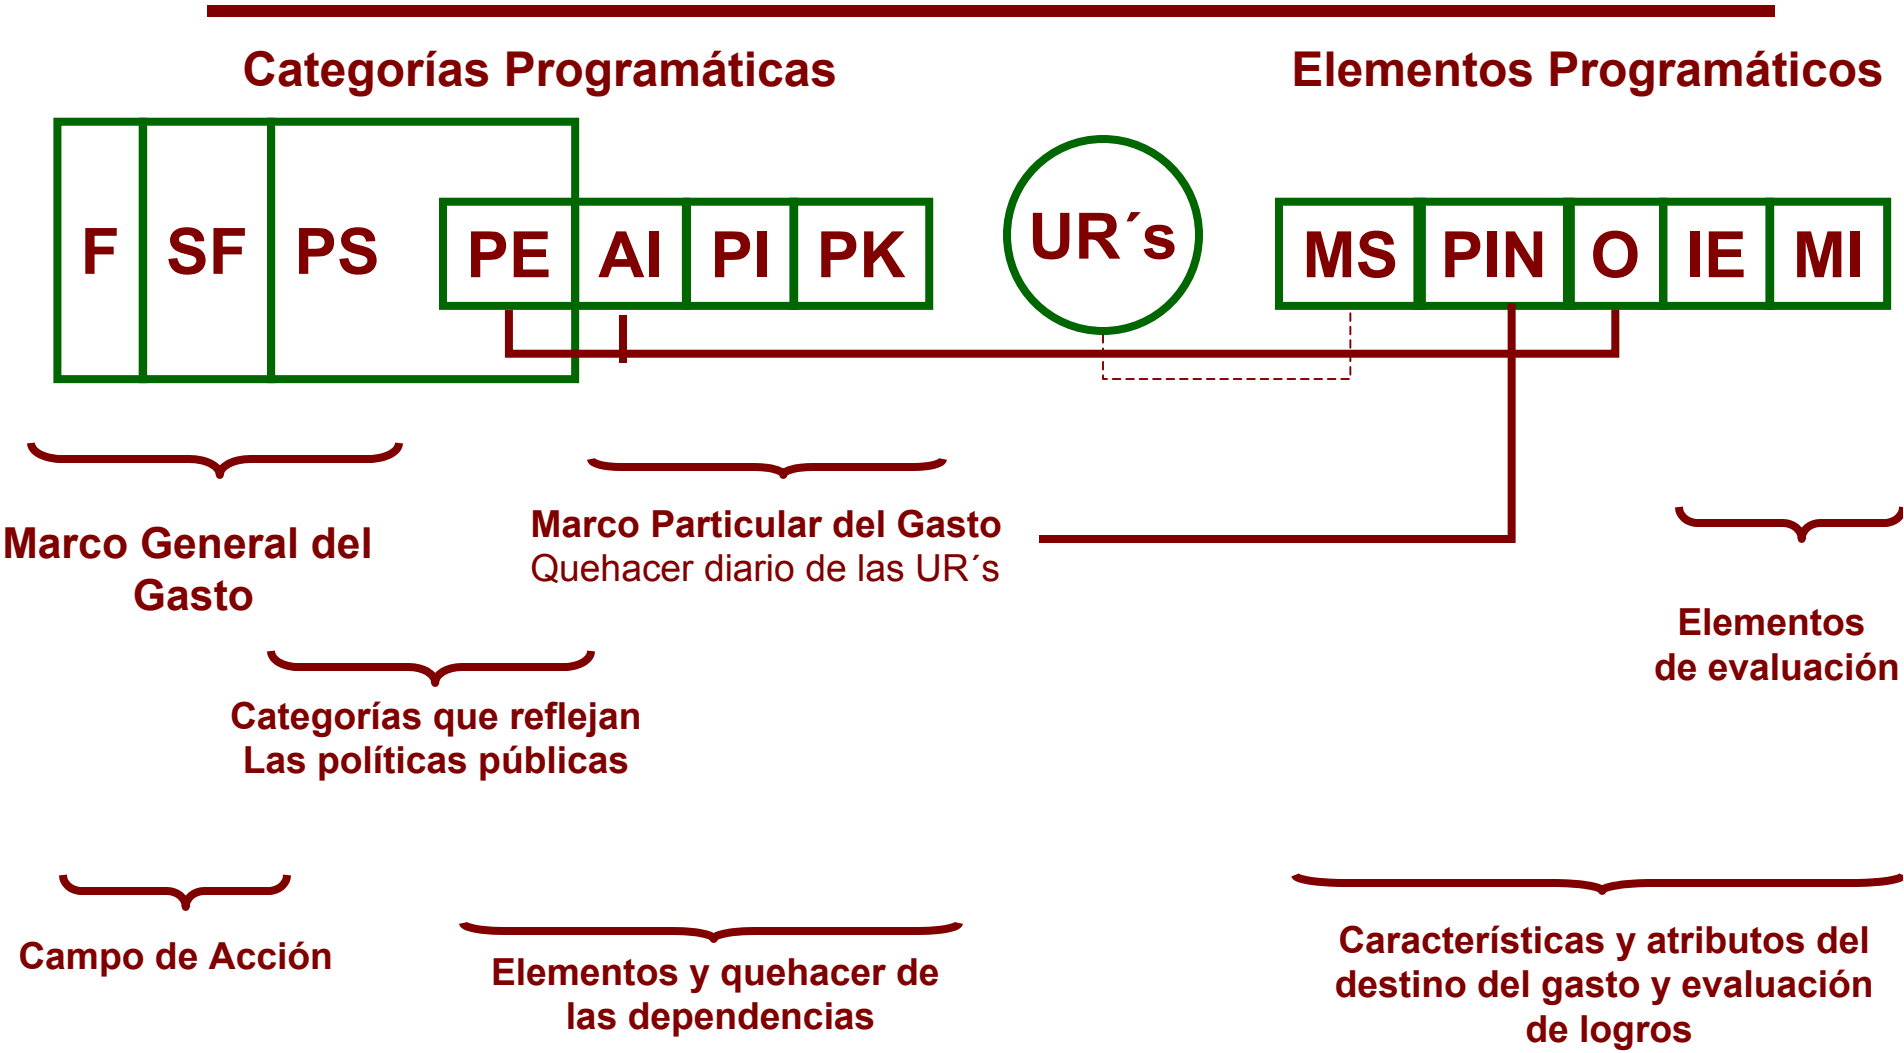 Categorías Programáticas
Elementos Programáticos
F SF PS PE AI PI PK
UR´s
MS PIN O IE MI
Marco General del
Gasto
Marco Particular del Gasto
Quehacer diario de las UR´s
Elementos
de evaluación
Categorías que reflejan
Las políticas públicas
Campo de Acción
Elementos y quehacer de
las dependencias
Características y atributos del
destino del gasto y evaluación
de logros